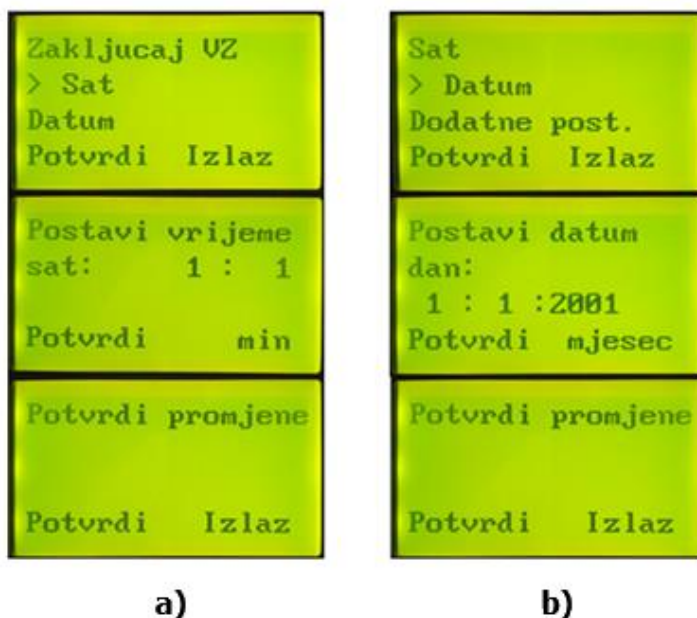 Zakljucaj VZ
> Sat
Datum
Potvrdi Izlaz
Postavi vrijeme
sat: 1 : 1
Potvrdi min
Potvrdi promjene
Potvrdi Izlaz
a)
Sat
> Datum
Dodatne post.
Potvrdi Izlaz
Postavi datum
dan:
1 : 1 :2001
Potvrdi mjesec
Potvrdi promjene
Potvrdi Izlaz
b)